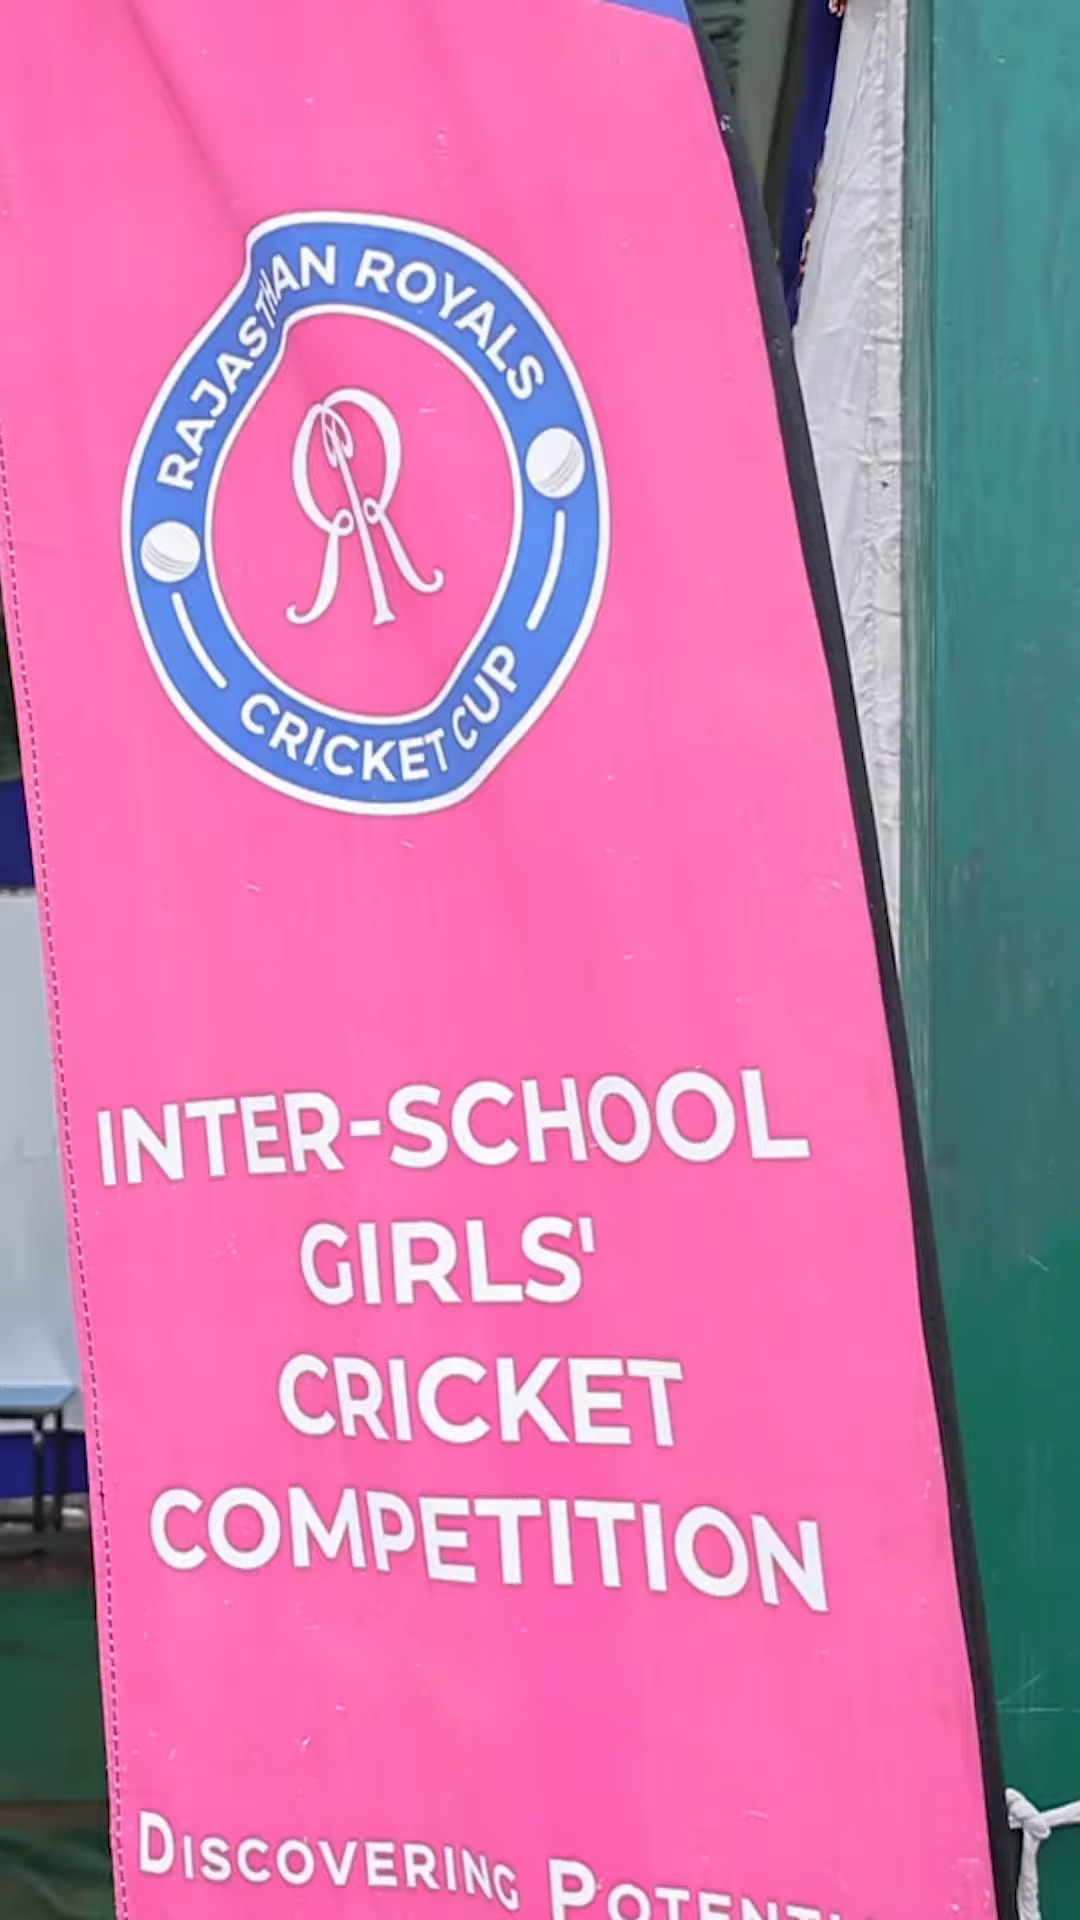 RAJASTHAN ROYALS
CRICKET CUP
INTER-SCHOOL
GIRLS'
CRICKET
COMPETITION
DISCOVERING